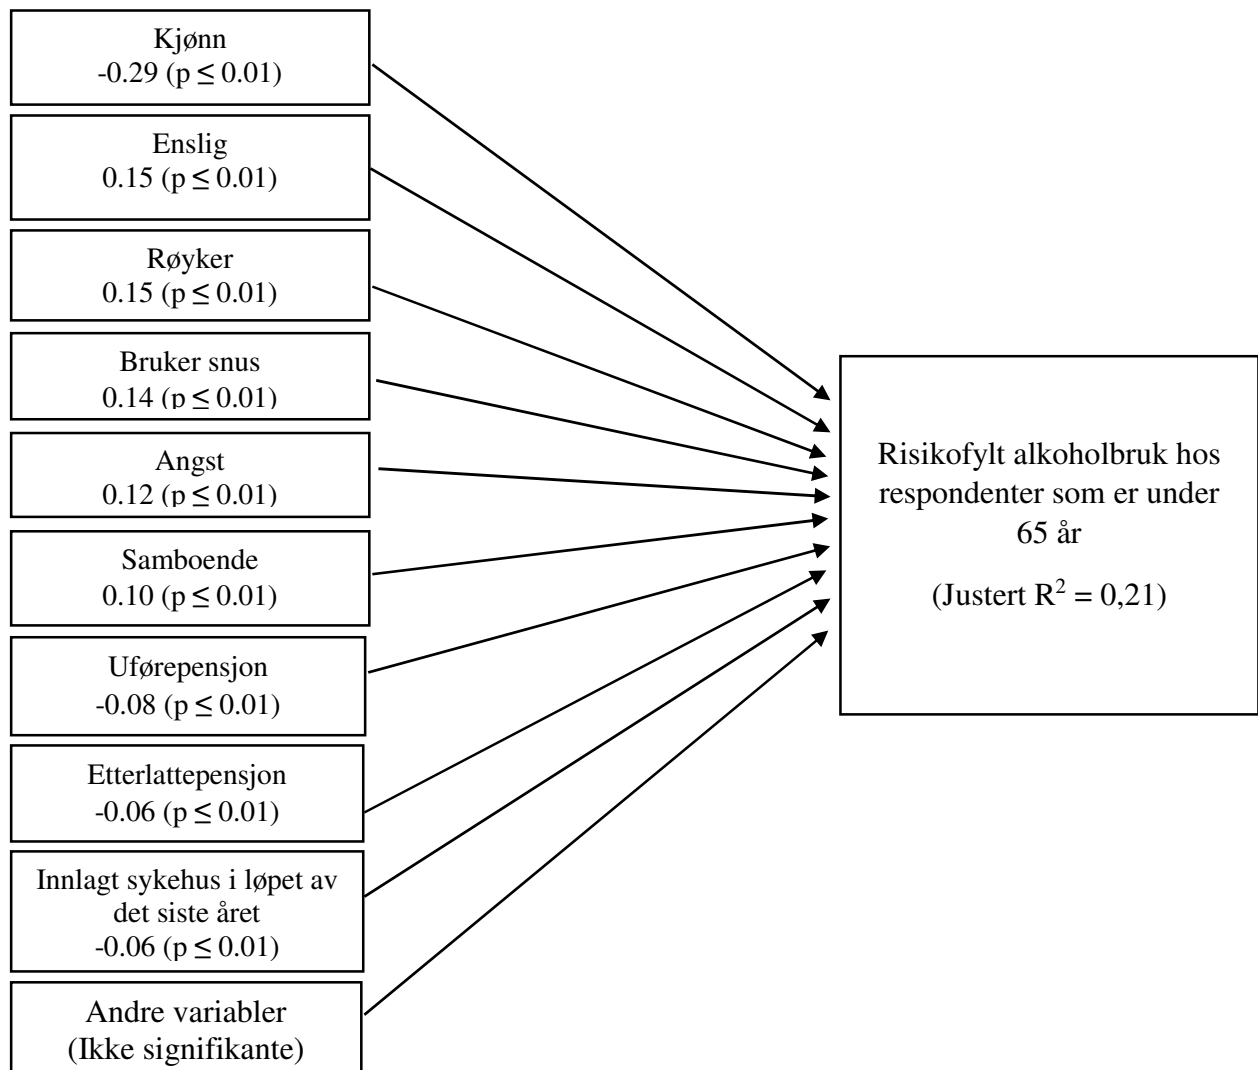 Kjønn
-0.29 (p ≤ 0.01)
Enslig
0.15 (p ≤ 0.01)
Røyker
0.15 (p ≤ 0.01)
Bruker snus
0.14 (p ≤ 0.01)
Angst
0.12 (p ≤ 0.01)
Samboende
0.10 (p ≤ 0.01)
Uførepensjon
-0.08 (p ≤ 0.01)
Etterlattepensjon
-0.06 (p ≤ 0.01)
Innlagt sykehus i løpet av
det siste året
-0.06 (p ≤ 0.01)
Andre variabler
(Ikke signifikante)
Risikofylt alkoholbruk hos
respondenter som er under
65 år
(Justert R² = 0,21)